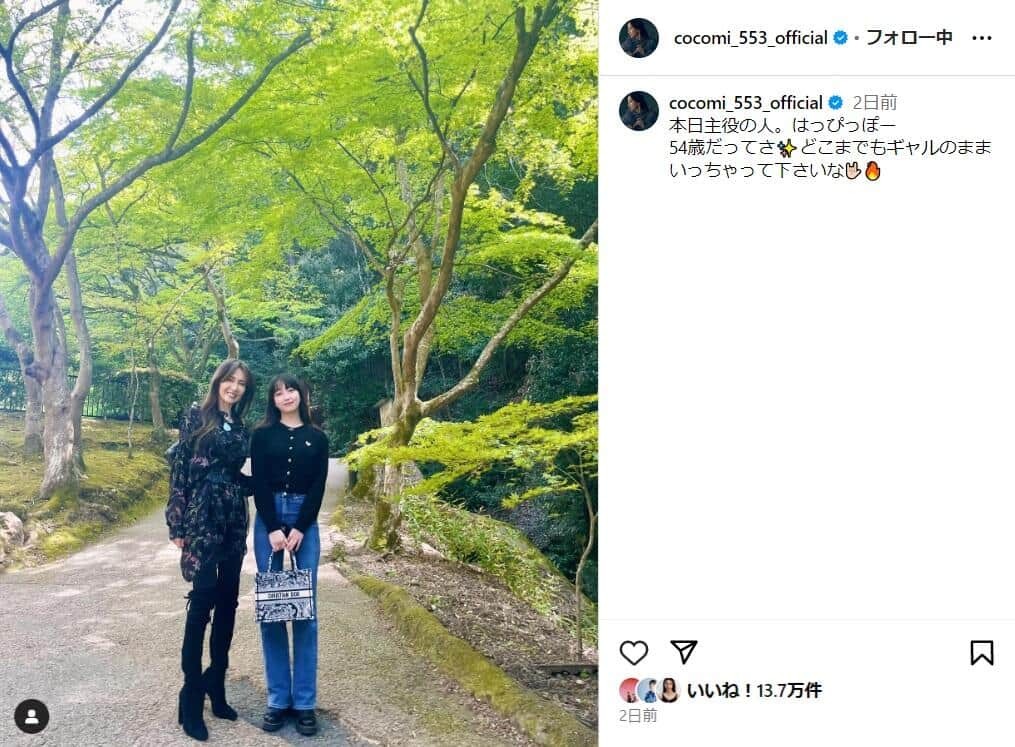 cocomi_553_official • フォロー中 •••
cocomi_553_official 2日前
本日主役の人。はっぴっぽー
54歳だってさ✨どこまでもギャルのまま
いっちゃって下さいな🤟🏻🔥
CHRISTIAN DIOR
いいね！13.7万件
2日前